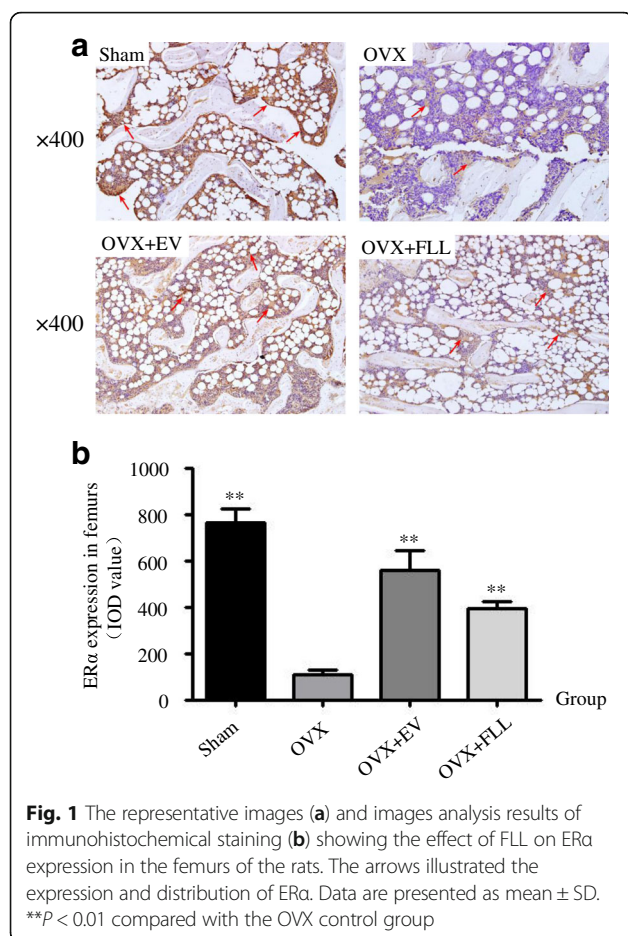 a
Sham
OVX
×400
OVX+EV
OVX+FLL
×400
b
ERα expression in femurs
(IOD value)
1000
800
600
400
200
0
**
**
**
Group
Sham
OVX
OVX+EV
OVX+FLL
Fig. 1 The representative images (a) and images analysis results of
immunohistochemical staining (b) showing the effect of FLL on ERα
expression in the femurs of the rats. The arrows illustrated the
expression and distribution of ERα. Data are presented as mean ± SD.
**P < 0.01 compared with the OVX control group